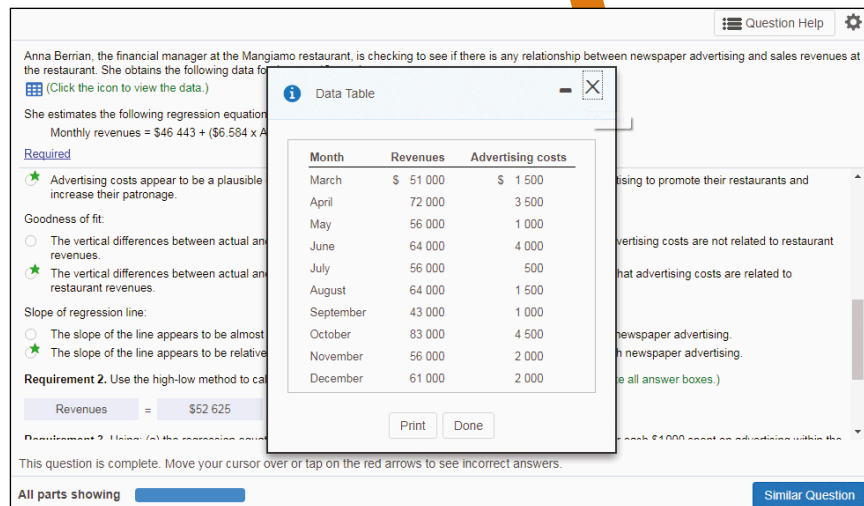 Question Help
Anna Berrian, the financial manager at the Mangiamo restaurant, is checking to see if there is any relationship between newspaper advertising and sales revenues at
the restaurant. She obtains the following data
(Click the icon to view the data.)
She estimates the following regression equation
Monthly revenues = $46 443 + ($6.584 x A
Required
Advertising costs appear to be a plausible
tising to promote their restaurants and
increase their patronage.
Goodness of fit:
The vertical differences between actual an
vertising costs are not related to restaurant
revenues.
The vertical differences between actual an
hat advertising costs are related to
restaurant revenues.
Slope of regression line:
The slope of the line appears to be almost
newspaper advertising.
The slope of the line appears to be relative
h newspaper advertising.
Requirement 2. Use the high-low method to cal
e all answer boxes.)
Revenues = $52 625
Data Table
Month Revenues Advertising costs
March $ 51 000 $ 1 500
April 72 000 3 500
May 56 000 1 000
June 64 000 4 000
July 56 000 500
August 64 000 1 500
September 43 000 1 000
October 83 000 4 500
November 56 000 2 000
December 61 000 2 000
Print Done
This question is complete. Move your cursor over or tap on the red arrows to see incorrect answers.
All parts showing
Similar Question